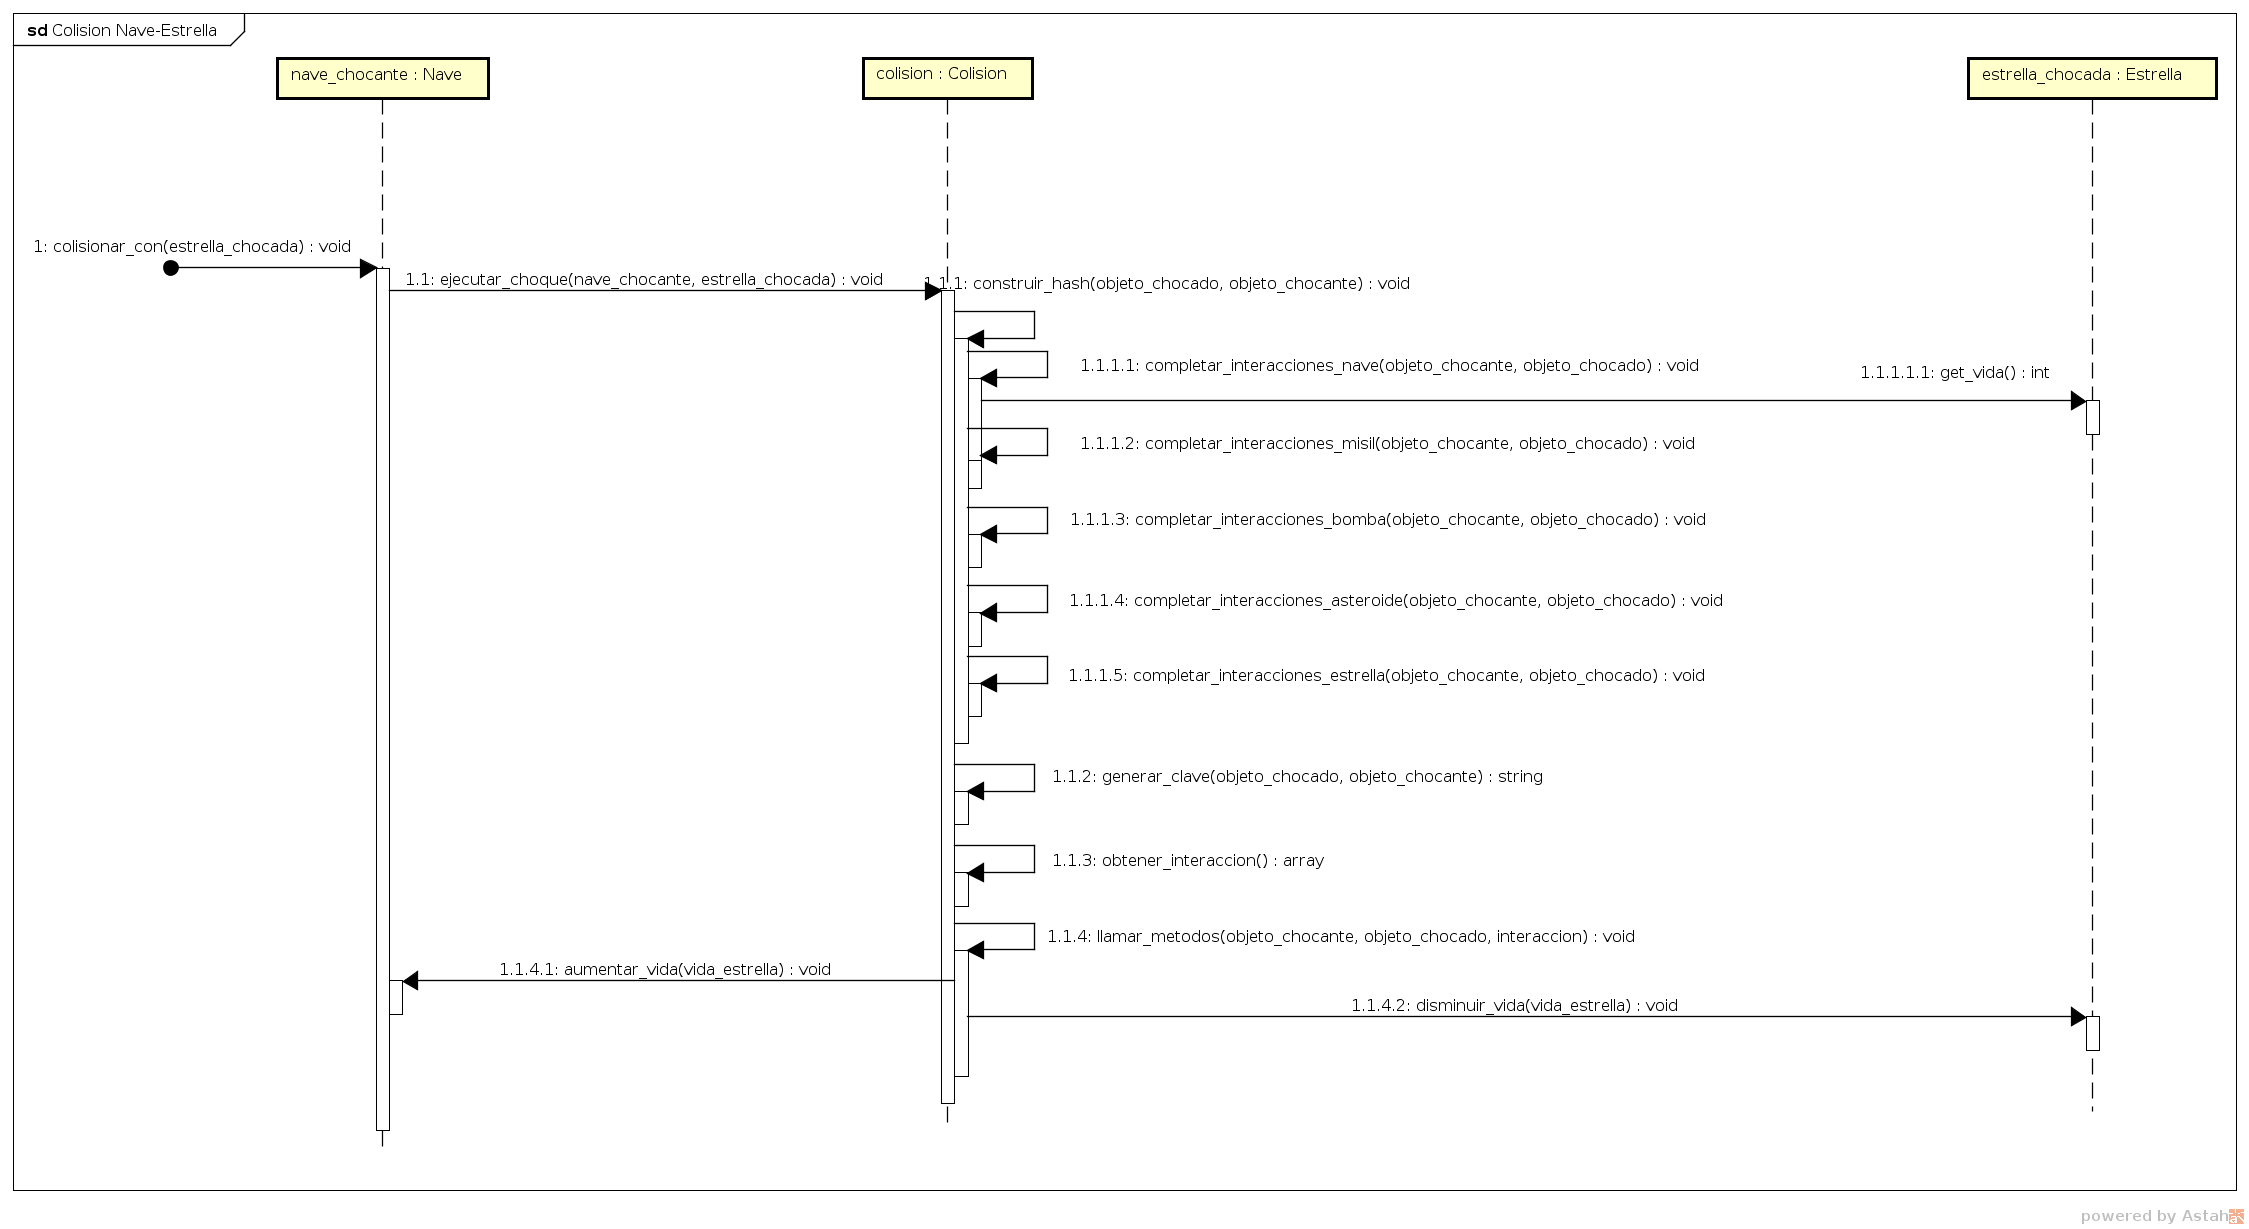 sd Colision Nave-Estrella
nave_chocante : Nave
colision : Colision
estrella_chocada : Estrella
1: colisionar_con(estrella_chocada) : void
1.1: ejecutar_choque(nave_chocante, estrella_chocada) : void
1.1.1: construir_hash(objeto_chocado, objeto_chocante) : void
1.1.1.1: completar_interacciones_nave(objeto_chocante, objeto_chocado) : void
1.1.1.1.1: get_vida() : int
1.1.1.2: completar_interacciones_misil(objeto_chocante, objeto_chocado) : void
1.1.1.3: completar_interacciones_bomba(objeto_chocante, objeto_chocado) : void
1.1.1.4: completar_interacciones_asteroide(objeto_chocante, objeto_chocado) : void
1.1.1.5: completar_interacciones_estrella(objeto_chocante, objeto_chocado) : void
1.1.2: generar_clave(objeto_chocado, objeto_chocante) : string
1.1.3: obtener_interaccion() : array
1.1.4: llamar_metodos(objeto_chocante, objeto_chocado, interaccion) : void
1.1.4.1: aumentar_vida(vida_estrella) : void
1.1.4.2: disminuir_vida(vida_estrella) : void
powered by Astah